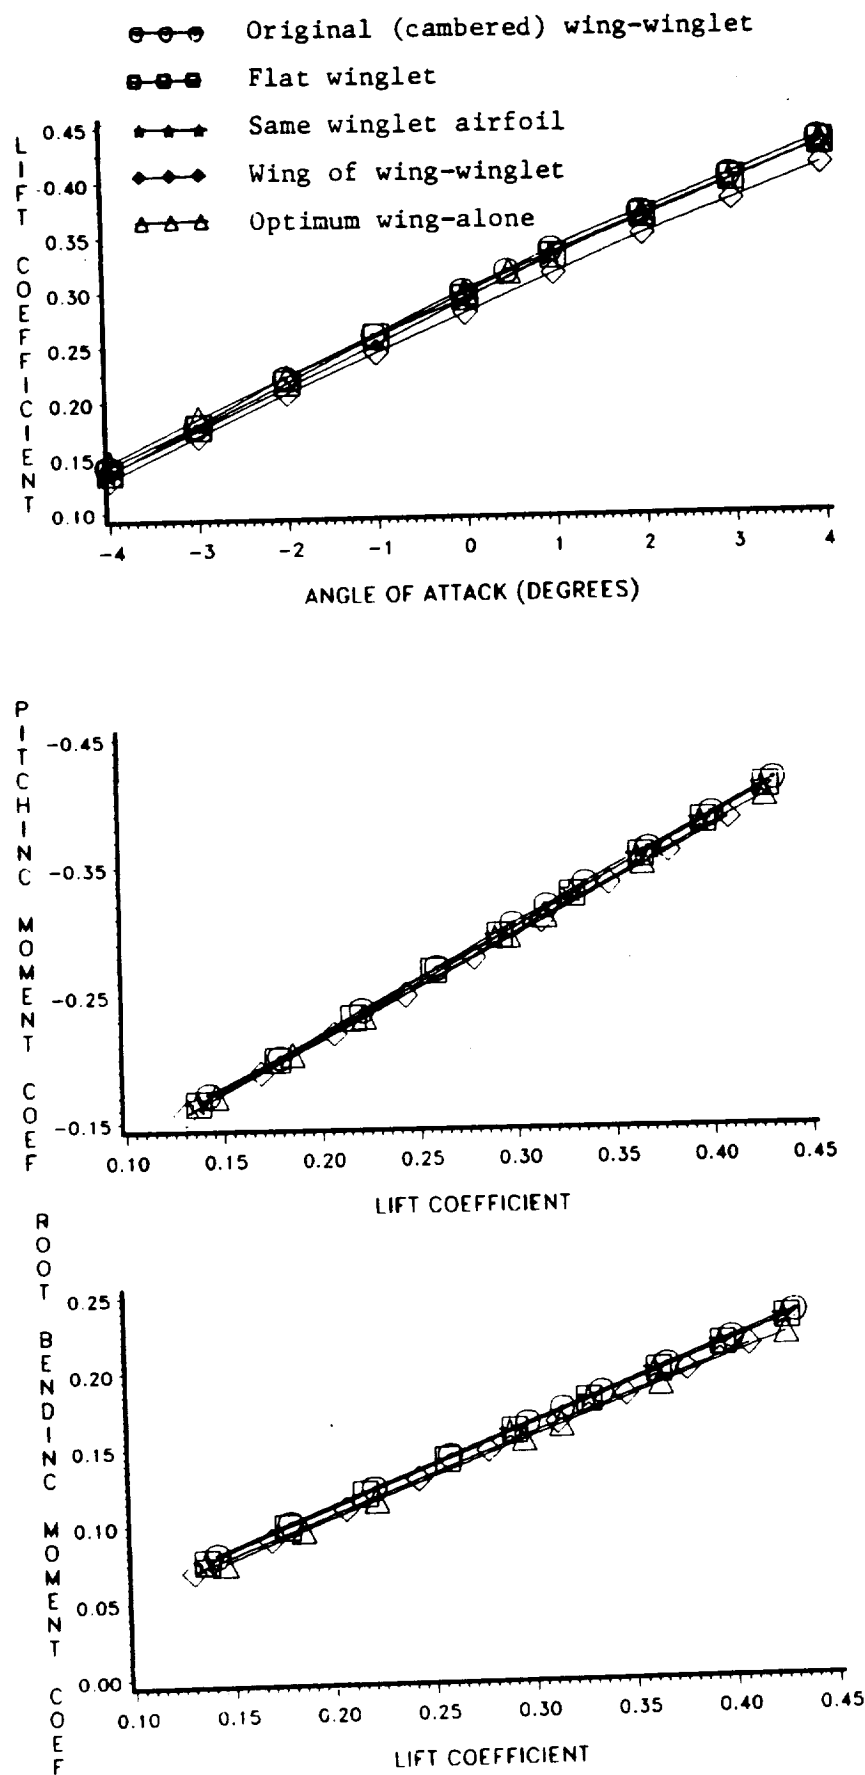 Original (cambered) wing-winglet
Flat winglet
Same winglet airfoil
Wing of wing-winglet
Optimum wing-alone
LIFT COEFFICIENT
0.45
0.40
0.35
0.30
0.25
0.20
0.15
0.10
-4 -3 -2 -1 0 1 2 3 4
ANGLE OF ATTACK (DEGREES)
PITCHINC MOMENT COEF
-0.45
-0.35
-0.25
-0.15
0.10 0.15 0.20 0.25 0.30 0.35 0.40 0.45
LIFT COEFFICIENT
ROOT BENDINC MOMENT COEF
0.25
0.20
0.15
0.10
0.05
0.00
0.10 0.15 0.20 0.25 0.30 0.35 0.40 0.45
LIFT COEFFICIENT